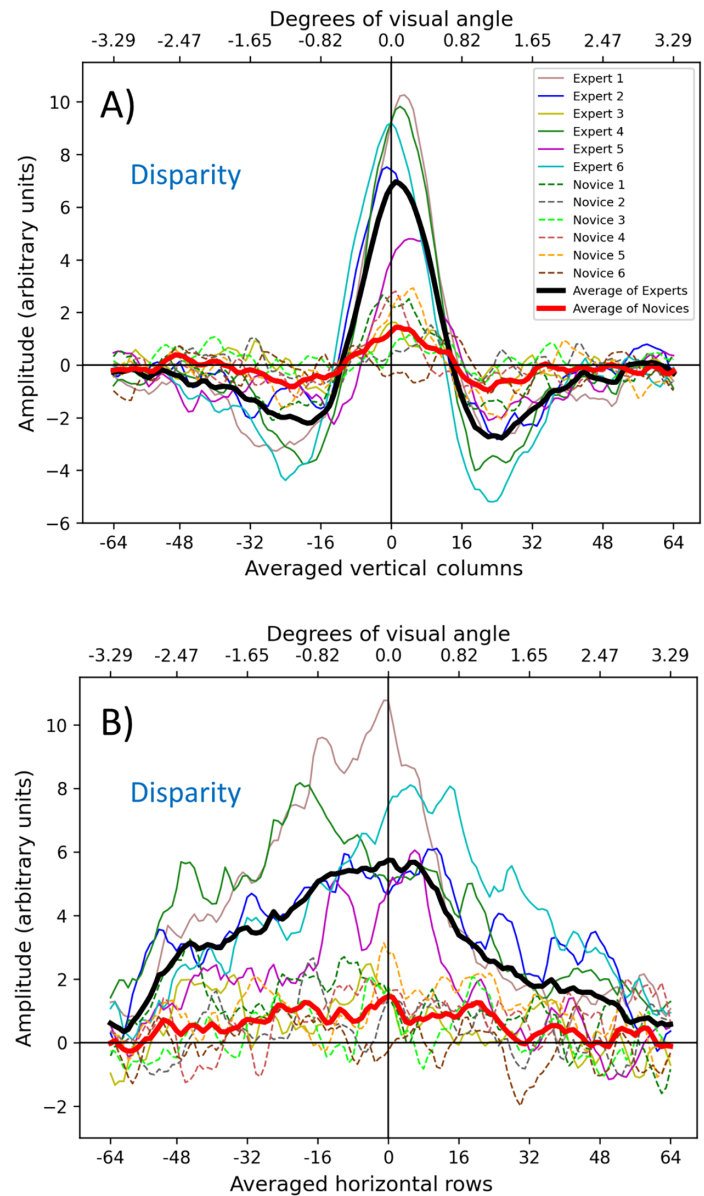 Degrees of visual angle
-3.29 -2.47 -1.65 -0.82 0.0 0.82 1.65 2.47 3.29
A)
Disparity
Expert 1
Expert 2
Expert 3
Expert 4
Expert 5
Expert 6
Novice 1
Novice 2
Novice 3
Novice 4
Novice 5
Novice 6
Average of Experts
Average of Novices
Amplitude (arbitrary units)
10
8
6
4
2
0
−2
−4
−6
-64 -48 -32 -16 0 16 32 48 64
Averaged vertical columns
Degrees of visual angle
-3.29 -2.47 -1.65 -0.82 0.0 0.82 1.65 2.47 3.29
B)
Disparity
Amplitude (arbitrary units)
10
8
6
4
2
0
−2
-64 -48 -32 -16 0 16 32 48 64
Averaged horizontal rows